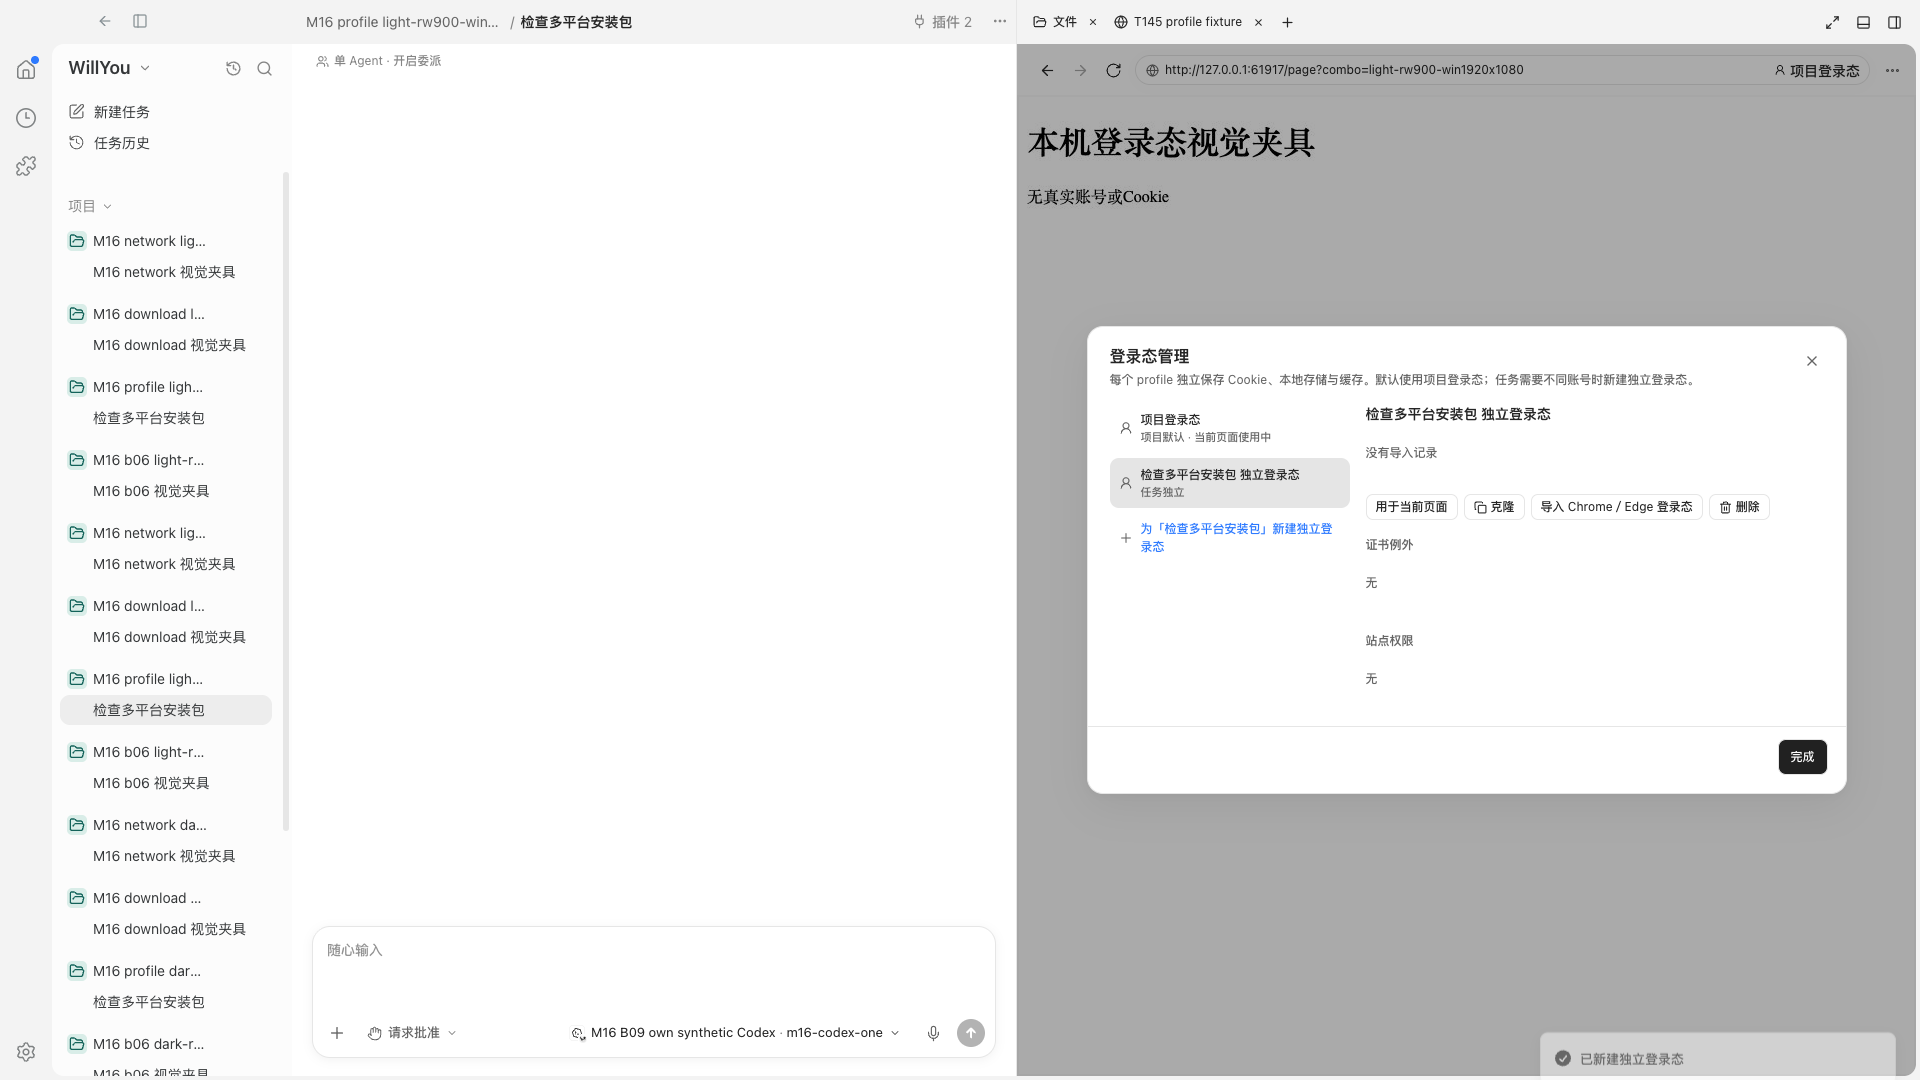 M16 profile light-rw900-win...
/ 检查多平台安装包
插件 2
文件
T145 profile fixture
WillYou
单 Agent · 开启委派
http://127.0.0.1:61917/page?combo=light-rw900-win1920x1080
项目登录态
新建任务
任务历史
项目
M16 network lig...
M16 network 视觉夹具
M16 download l...
M16 download 视觉夹具
M16 profile ligh...
检查多平台安装包
M16 b06 light-r...
M16 b06 视觉夹具
M16 network lig...
M16 network 视觉夹具
M16 download l...
M16 download 视觉夹具
M16 profile ligh...
检查多平台安装包
M16 b06 light-r...
M16 b06 视觉夹具
M16 network da...
M16 network 视觉夹具
M16 download ...
M16 download 视觉夹具
M16 profile dar...
检查多平台安装包
M16 b06 dark-r...
M16 b06 视觉夹具
随心输入
请求批准
M16 B09 own synthetic Codex · m16-codex-one
本机登录态视觉夹具
无真实账号或Cookie
登录态管理
每个 profile 独立保存 Cookie、本地存储与缓存。默认使用项目登录态；任务需要不同账号时新建独立登录态。
项目登录态
项目默认 · 当前页面使用中
检查多平台安装包 独立登录态
任务独立
为「检查多平台安装包」新建独立登
录态
检查多平台安装包 独立登录态
没有导入记录
用于当前页面
克隆
导入 Chrome / Edge 登录态
删除
证书例外
无
站点权限
无
完成
已新建独立登录态